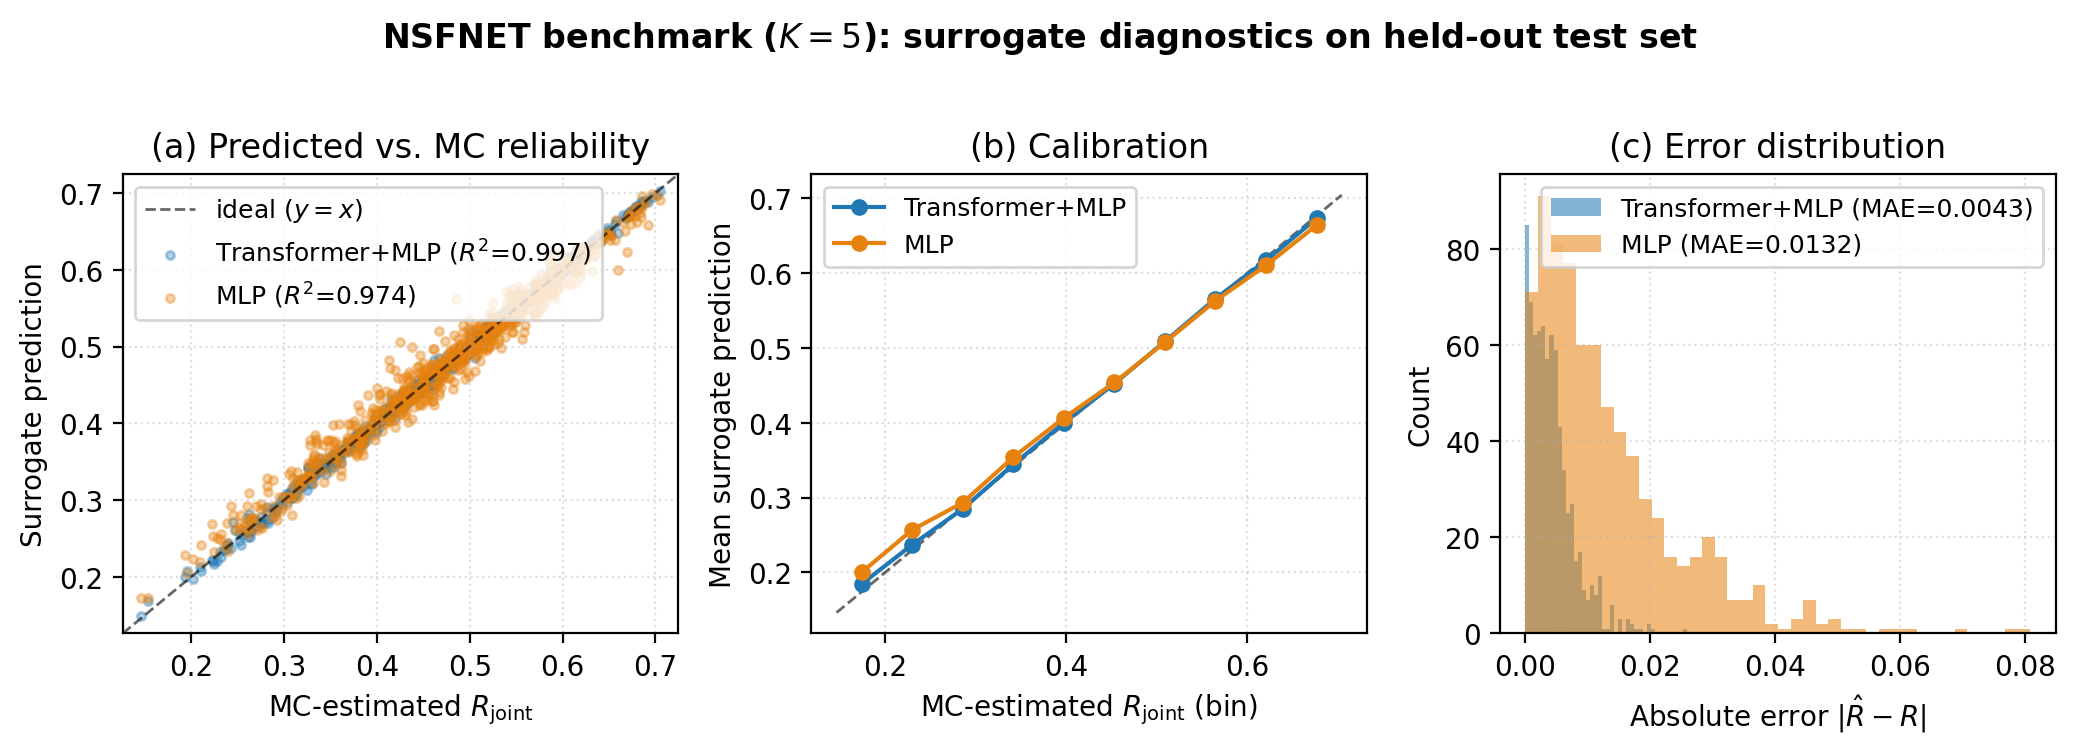 NSFNET benchmark (K = 5): surrogate diagnostics on held-out test set
(a) Predicted vs. MC reliability
ideal (y = x)
Transformer+MLP (R²=0.997)
MLP (R²=0.974)
Surrogate prediction
0.7
0.6
0.5
0.4
0.3
0.2
0.2 0.3 0.4 0.5 0.6 0.7
MC-estimated R_joint
(b) Calibration
Transformer+MLP
MLP
Mean surrogate prediction
0.7
0.6
0.5
0.4
0.3
0.2
0.2 0.4 0.6
MC-estimated R_joint (bin)
(c) Error distribution
Transformer+MLP (MAE=0.0043)
MLP (MAE=0.0132)
Count
80
60
40
20
0
0.00 0.02 0.04 0.06 0.08
Absolute error |R̂ − R|